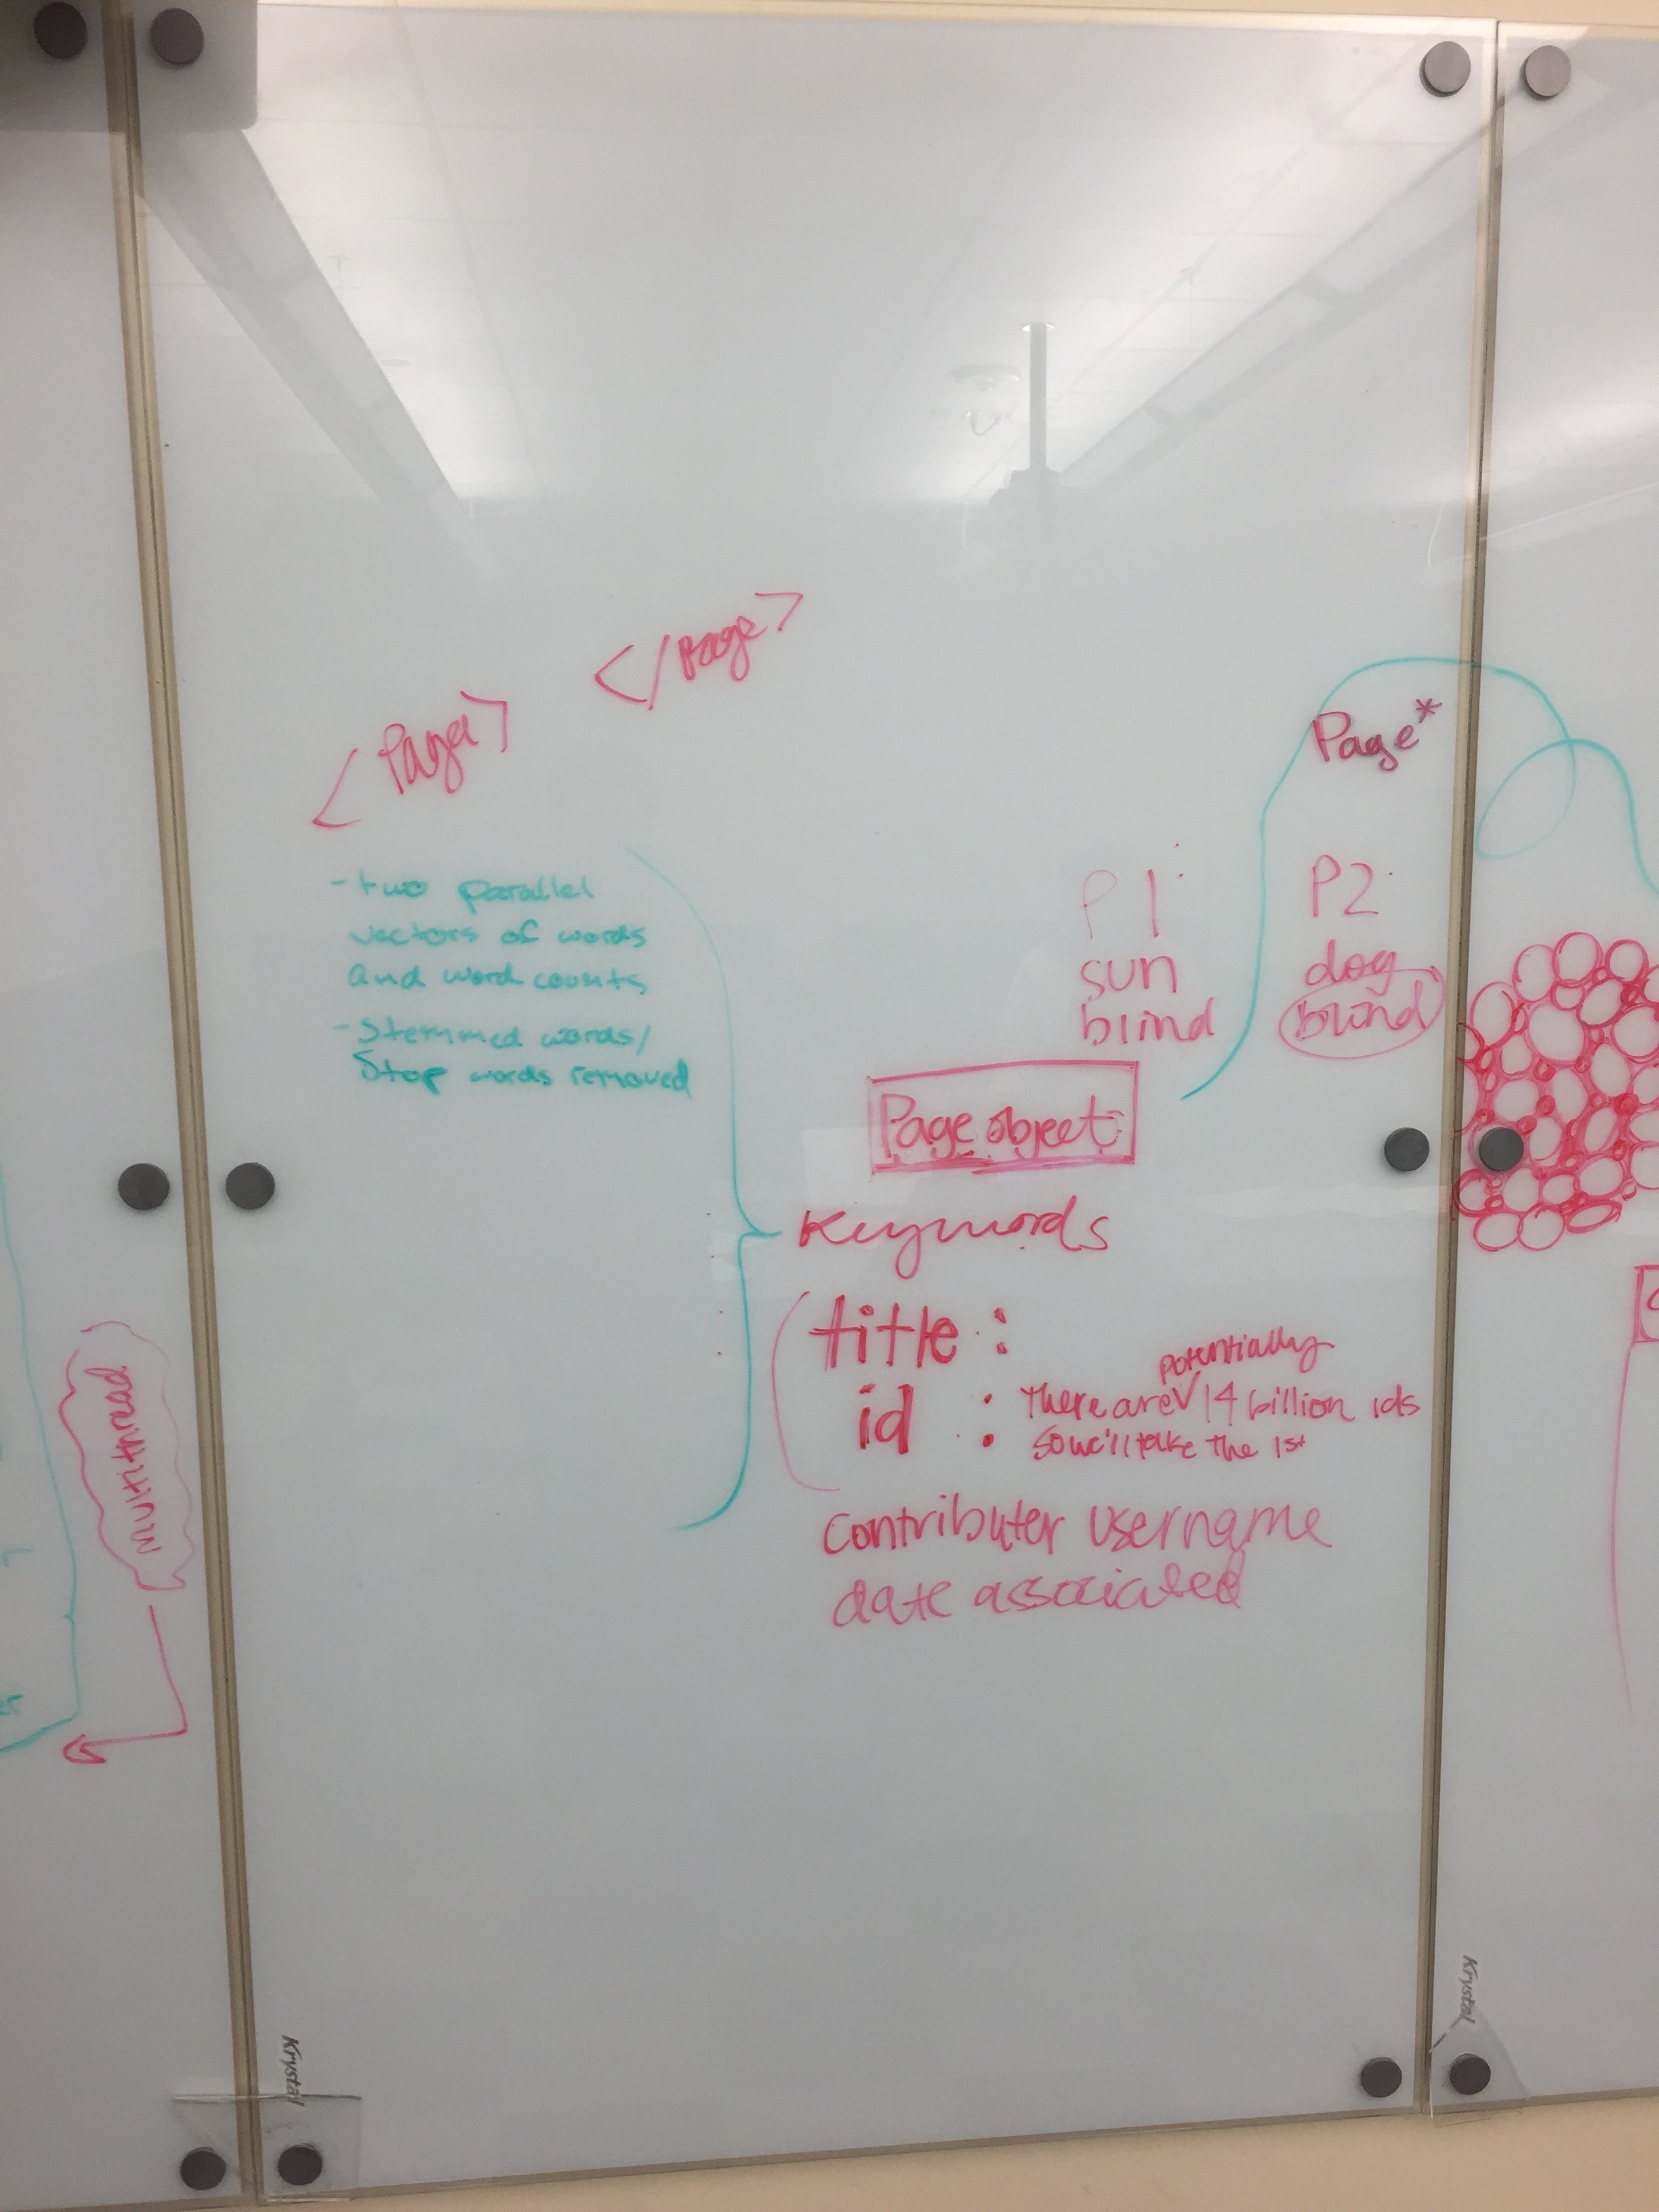 </page>
<page>
Page*
- two parallel
vectors of words
and word counts
- Stemmed words/
Stop words removed
P1 P2
sun dog
blind blind
Page object
Keywords
title :
potentially
id : there are V 14 billion ids
so we'll take the 1st
Contributer username
date associated
Multithread
Krystal
Krystal